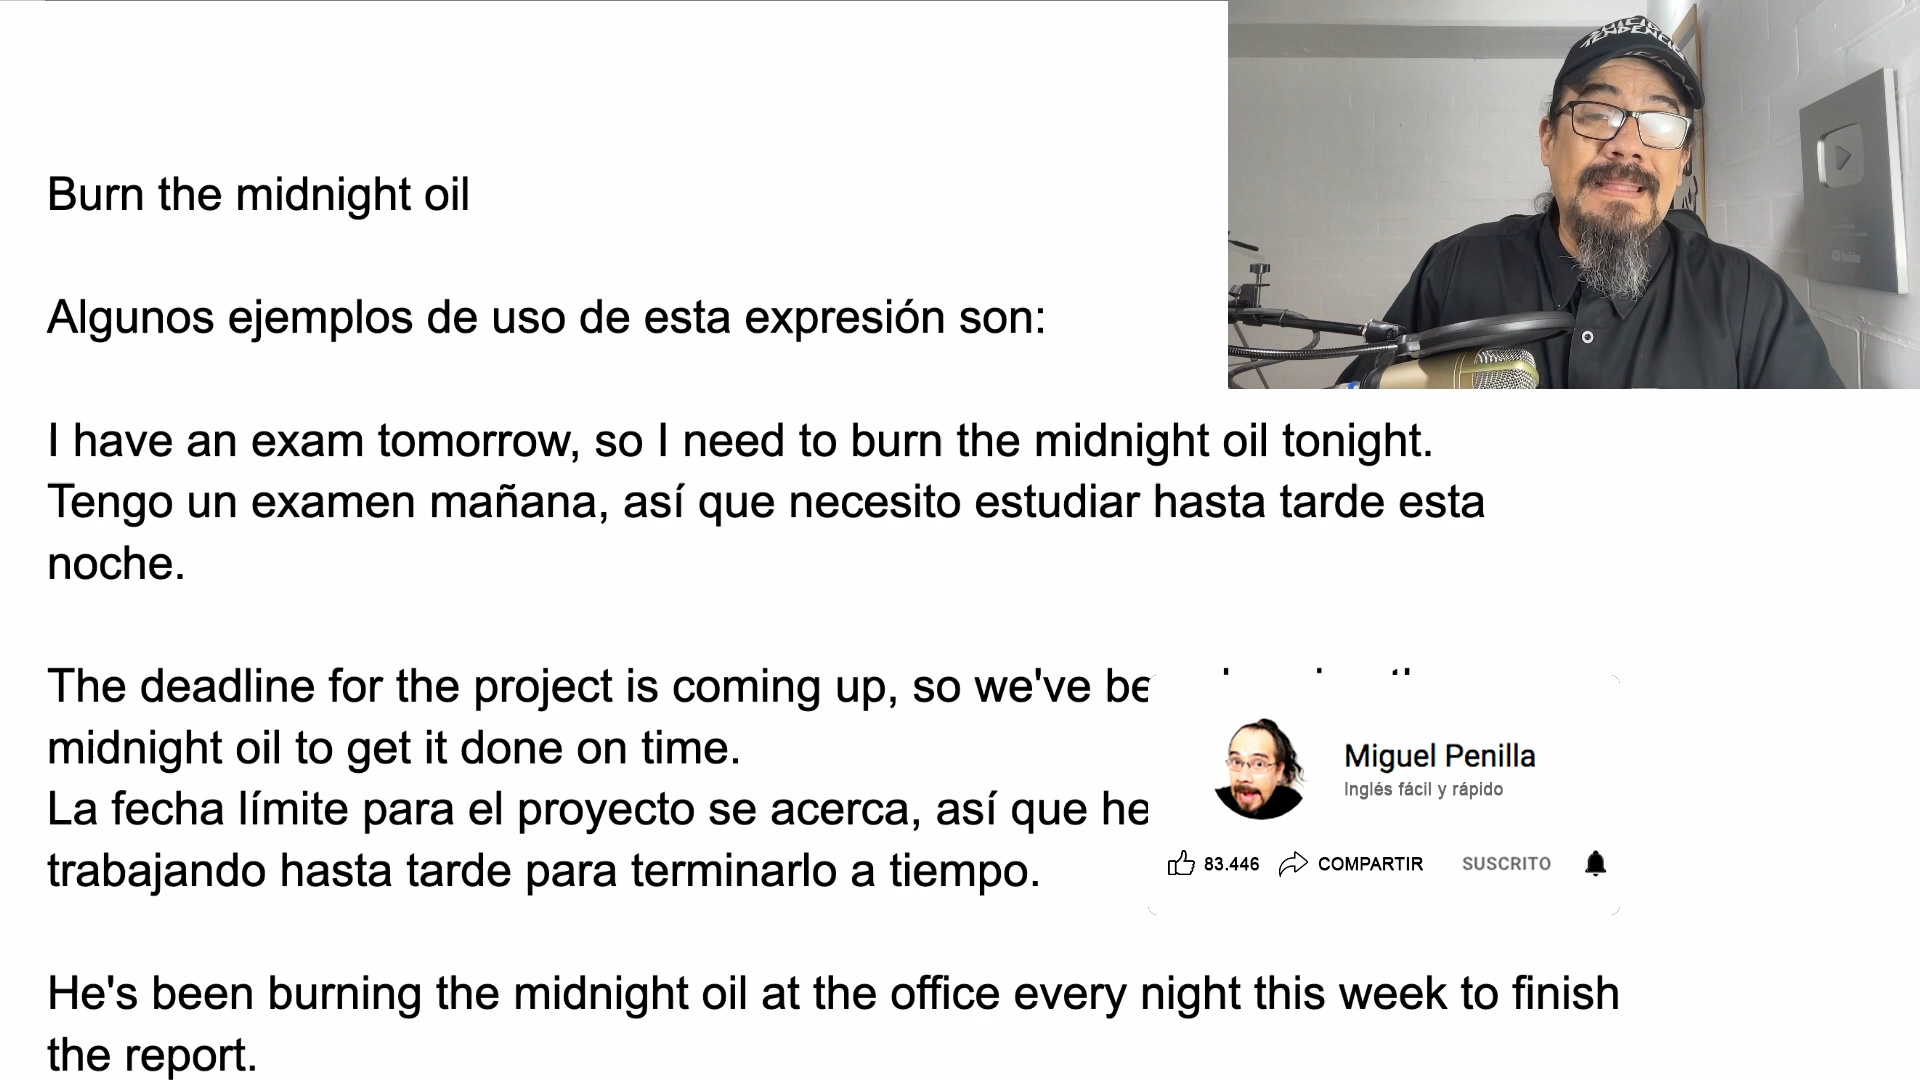 Burn the midnight oil
Algunos ejemplos de uso de esta expresión son:
I have an exam tomorrow, so I need to burn the midnight oil tonight.
Tengo un examen mañana, así que necesito estudiar hasta tarde esta
noche.
The deadline for the project is coming up, so we've
midnight oil to get it done on time.
La fecha límite para el proyecto se acerca, así que
trabajando hasta tarde para terminarlo a tiempo.
He's been burning the midnight oil at the office every night this week to finish
the report.
Miguel Penilla
Inglés fácil y rápido
83.446 COMPARTIR SUSCRITO
YouTube